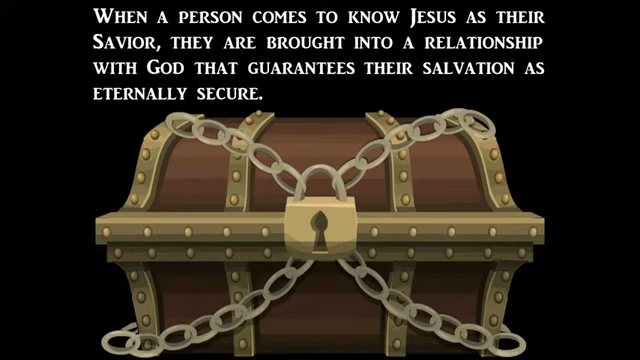 When a person comes to know Jesus as their
Savior, they are brought into a relationship
with God that guarantees their salvation as
eternally secure.